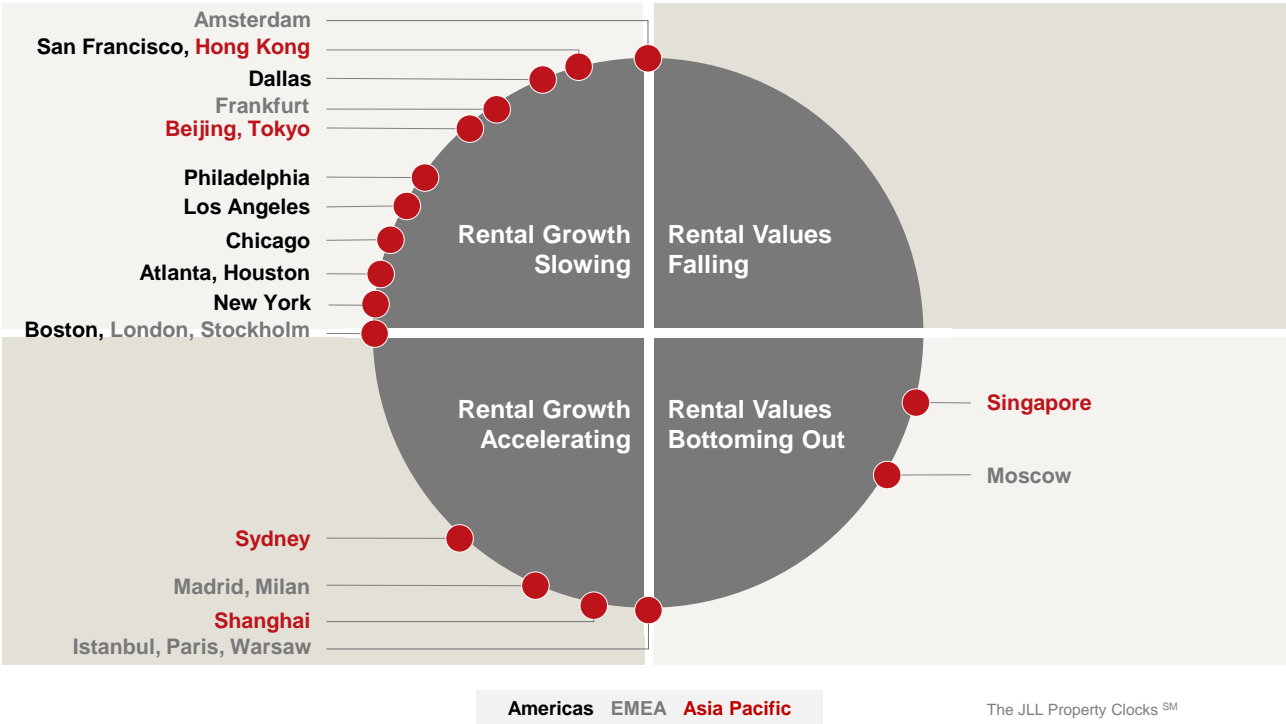 Amsterdam
San Francisco, Hong Kong
Dallas
Frankfurt
Beijing, Tokyo
Philadelphia
Los Angeles
Chicago
Atlanta, Houston
New York
Boston, London, Stockholm
Rental Growth
Slowing
Rental Values
Falling
Rental Growth
Accelerating
Rental Values
Bottoming Out
Singapore
Moscow
Sydney
Madrid, Milan
Shanghai
Istanbul, Paris, Warsaw
Americas EMEA Asia Pacific
The JLL Property Clocks SM